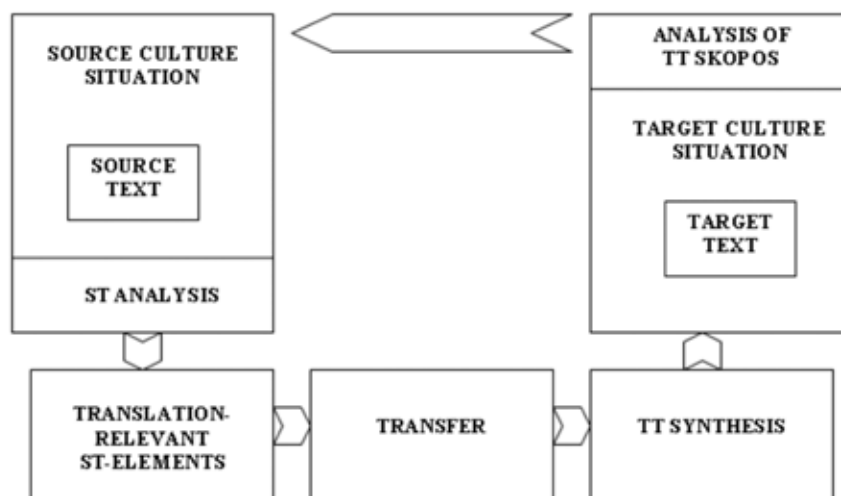 SOURCE CULTURE
SITUATION
SOURCE
TEXT
ST ANALYSIS
ANALYSIS OF
TT SKOPOS
TARGET CULTURE
SITUATION
TARGET
TEXT
TRANSLATION-
RELEVANT
ST-ELEMENTS
TRANSFER
TT SYNTHESIS